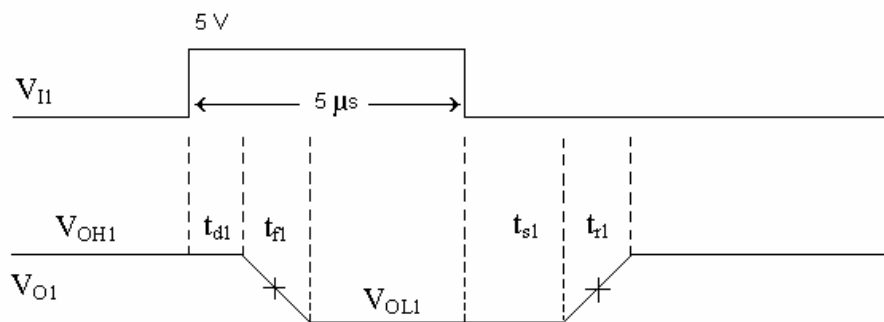 5 V
V_I1
5 μs
V_OH1
t_d1
t_f1
t_s1
t_r1
V_O1
V_OL1